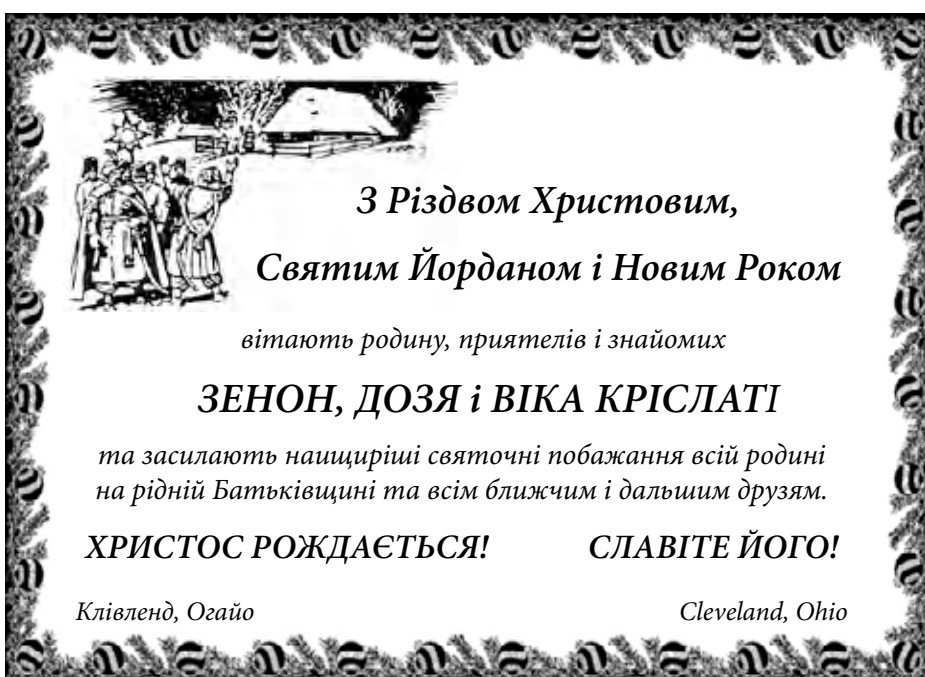 З Різдвом Христовим,
Святим Йорданом і Новим Роком
вітають родину, приятелів і знайомих
ЗЕНОН, ДОЗЯ і ВІКА КРІСЛАТІ
та засилають наищиріші святочні побажання всій родині
на рідній Батьківщині та всім ближчим і дальшим друзям.
ХРИСТОС РОЖДАЄТЬСЯ! СЛАВІТЕ ЙОГО!
Клівленд, Огайо Cleveland, Ohio